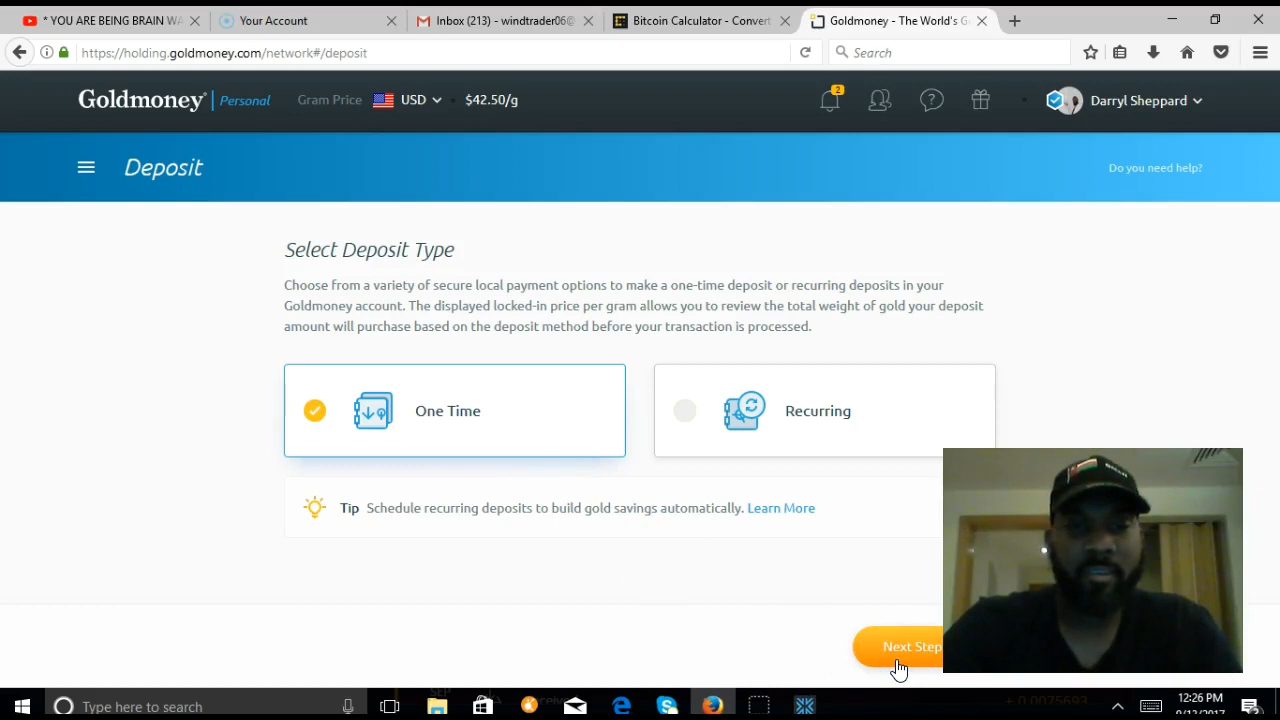 * YOU ARE BEING BRAIN WA
Your Account
Inbox (213) - windtrader06@
Bitcoin Calculator - Convert
Goldmoney - The World's G
https://holding.goldmoney.com/network#/deposit
Search
Goldmoney Personal Gram Price USD $42.50/g
2
Darryl Sheppard
Deposit
Do you need help?
Select Deposit Type
Choose from a variety of secure local payment options to make a one-time deposit or recurring deposits in your
Goldmoney account. The displayed locked-in price per gram allows you to review the total weight of gold your deposit
amount will purchase based on the deposit method before your transaction is processed.
One Time
Recurring
Tip Schedule recurring deposits to build gold savings automatically. Learn More
Next Step
Type here to search
12:26 PM